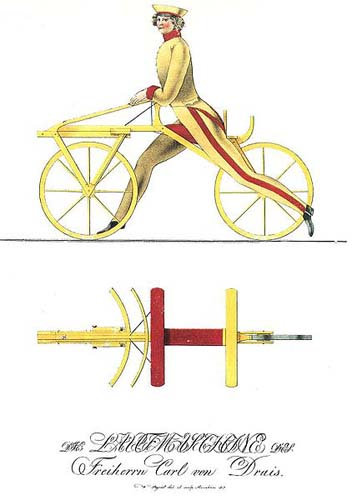 DIE LAUFMASCHINE DES
Freiherrn Carl von Drais.